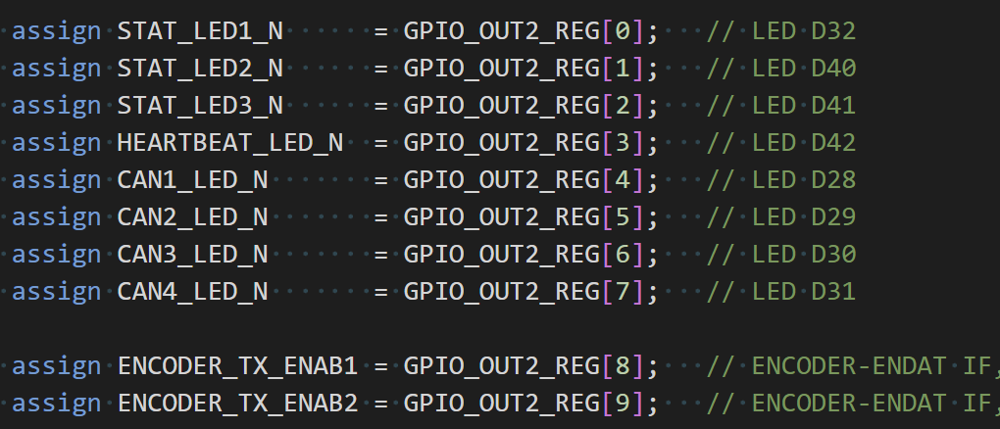 assign STAT_LED1_N      = GPIO_OUT2_REG[0];   // LED D32
assign STAT_LED2_N      = GPIO_OUT2_REG[1];   // LED D40
assign STAT_LED3_N      = GPIO_OUT2_REG[2];   // LED D41
assign HEARTBEAT_LED_N  = GPIO_OUT2_REG[3];   // LED D42
assign CAN1_LED_N       = GPIO_OUT2_REG[4];   // LED D28
assign CAN2_LED_N       = GPIO_OUT2_REG[5];   // LED D29
assign CAN3_LED_N       = GPIO_OUT2_REG[6];   // LED D30
assign CAN4_LED_N       = GPIO_OUT2_REG[7];   // LED D31

assign ENCODER_TX_ENAB1 = GPIO_OUT2_REG[8];   // ENCODER-ENDAT IF,
assign ENCODER_TX_ENAB2 = GPIO_OUT2_REG[9];   // ENCODER-ENDAT IF,